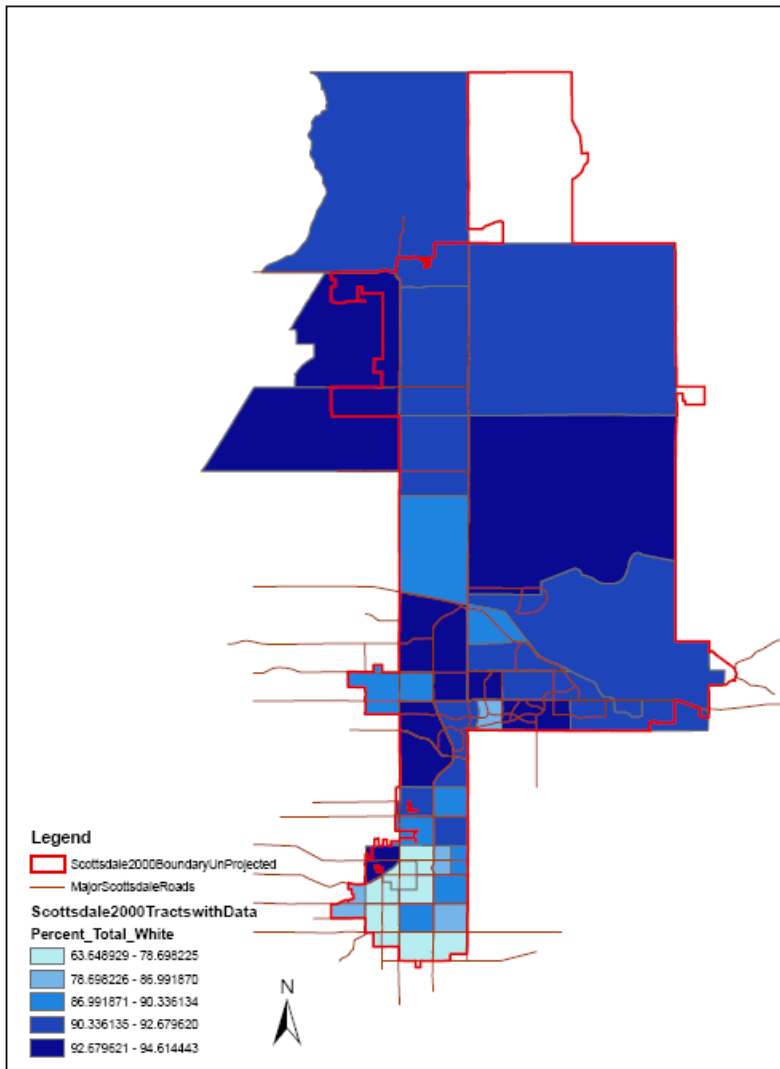 Legend
Scottsdale2000BoundaryUnProjected
MajorScottsdaleRoads
Scottsdale2000TractswithData
Percent_Total_White
63.648929 - 78.698225
78.698226 - 86.991870
86.991871 - 90.336134
90.336135 - 92.679620
92.679621 - 94.614443
N